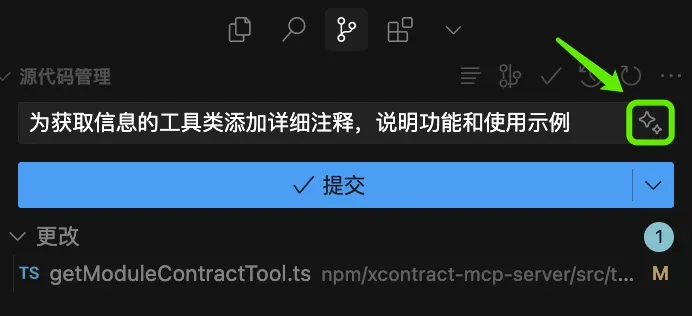 源代码管理
为获取信息的工具类添加详细注释，说明功能和使用示例
提交
更改 1
TS getModuleContractTool.ts npm/xcontract-mcp-server/src/t... M